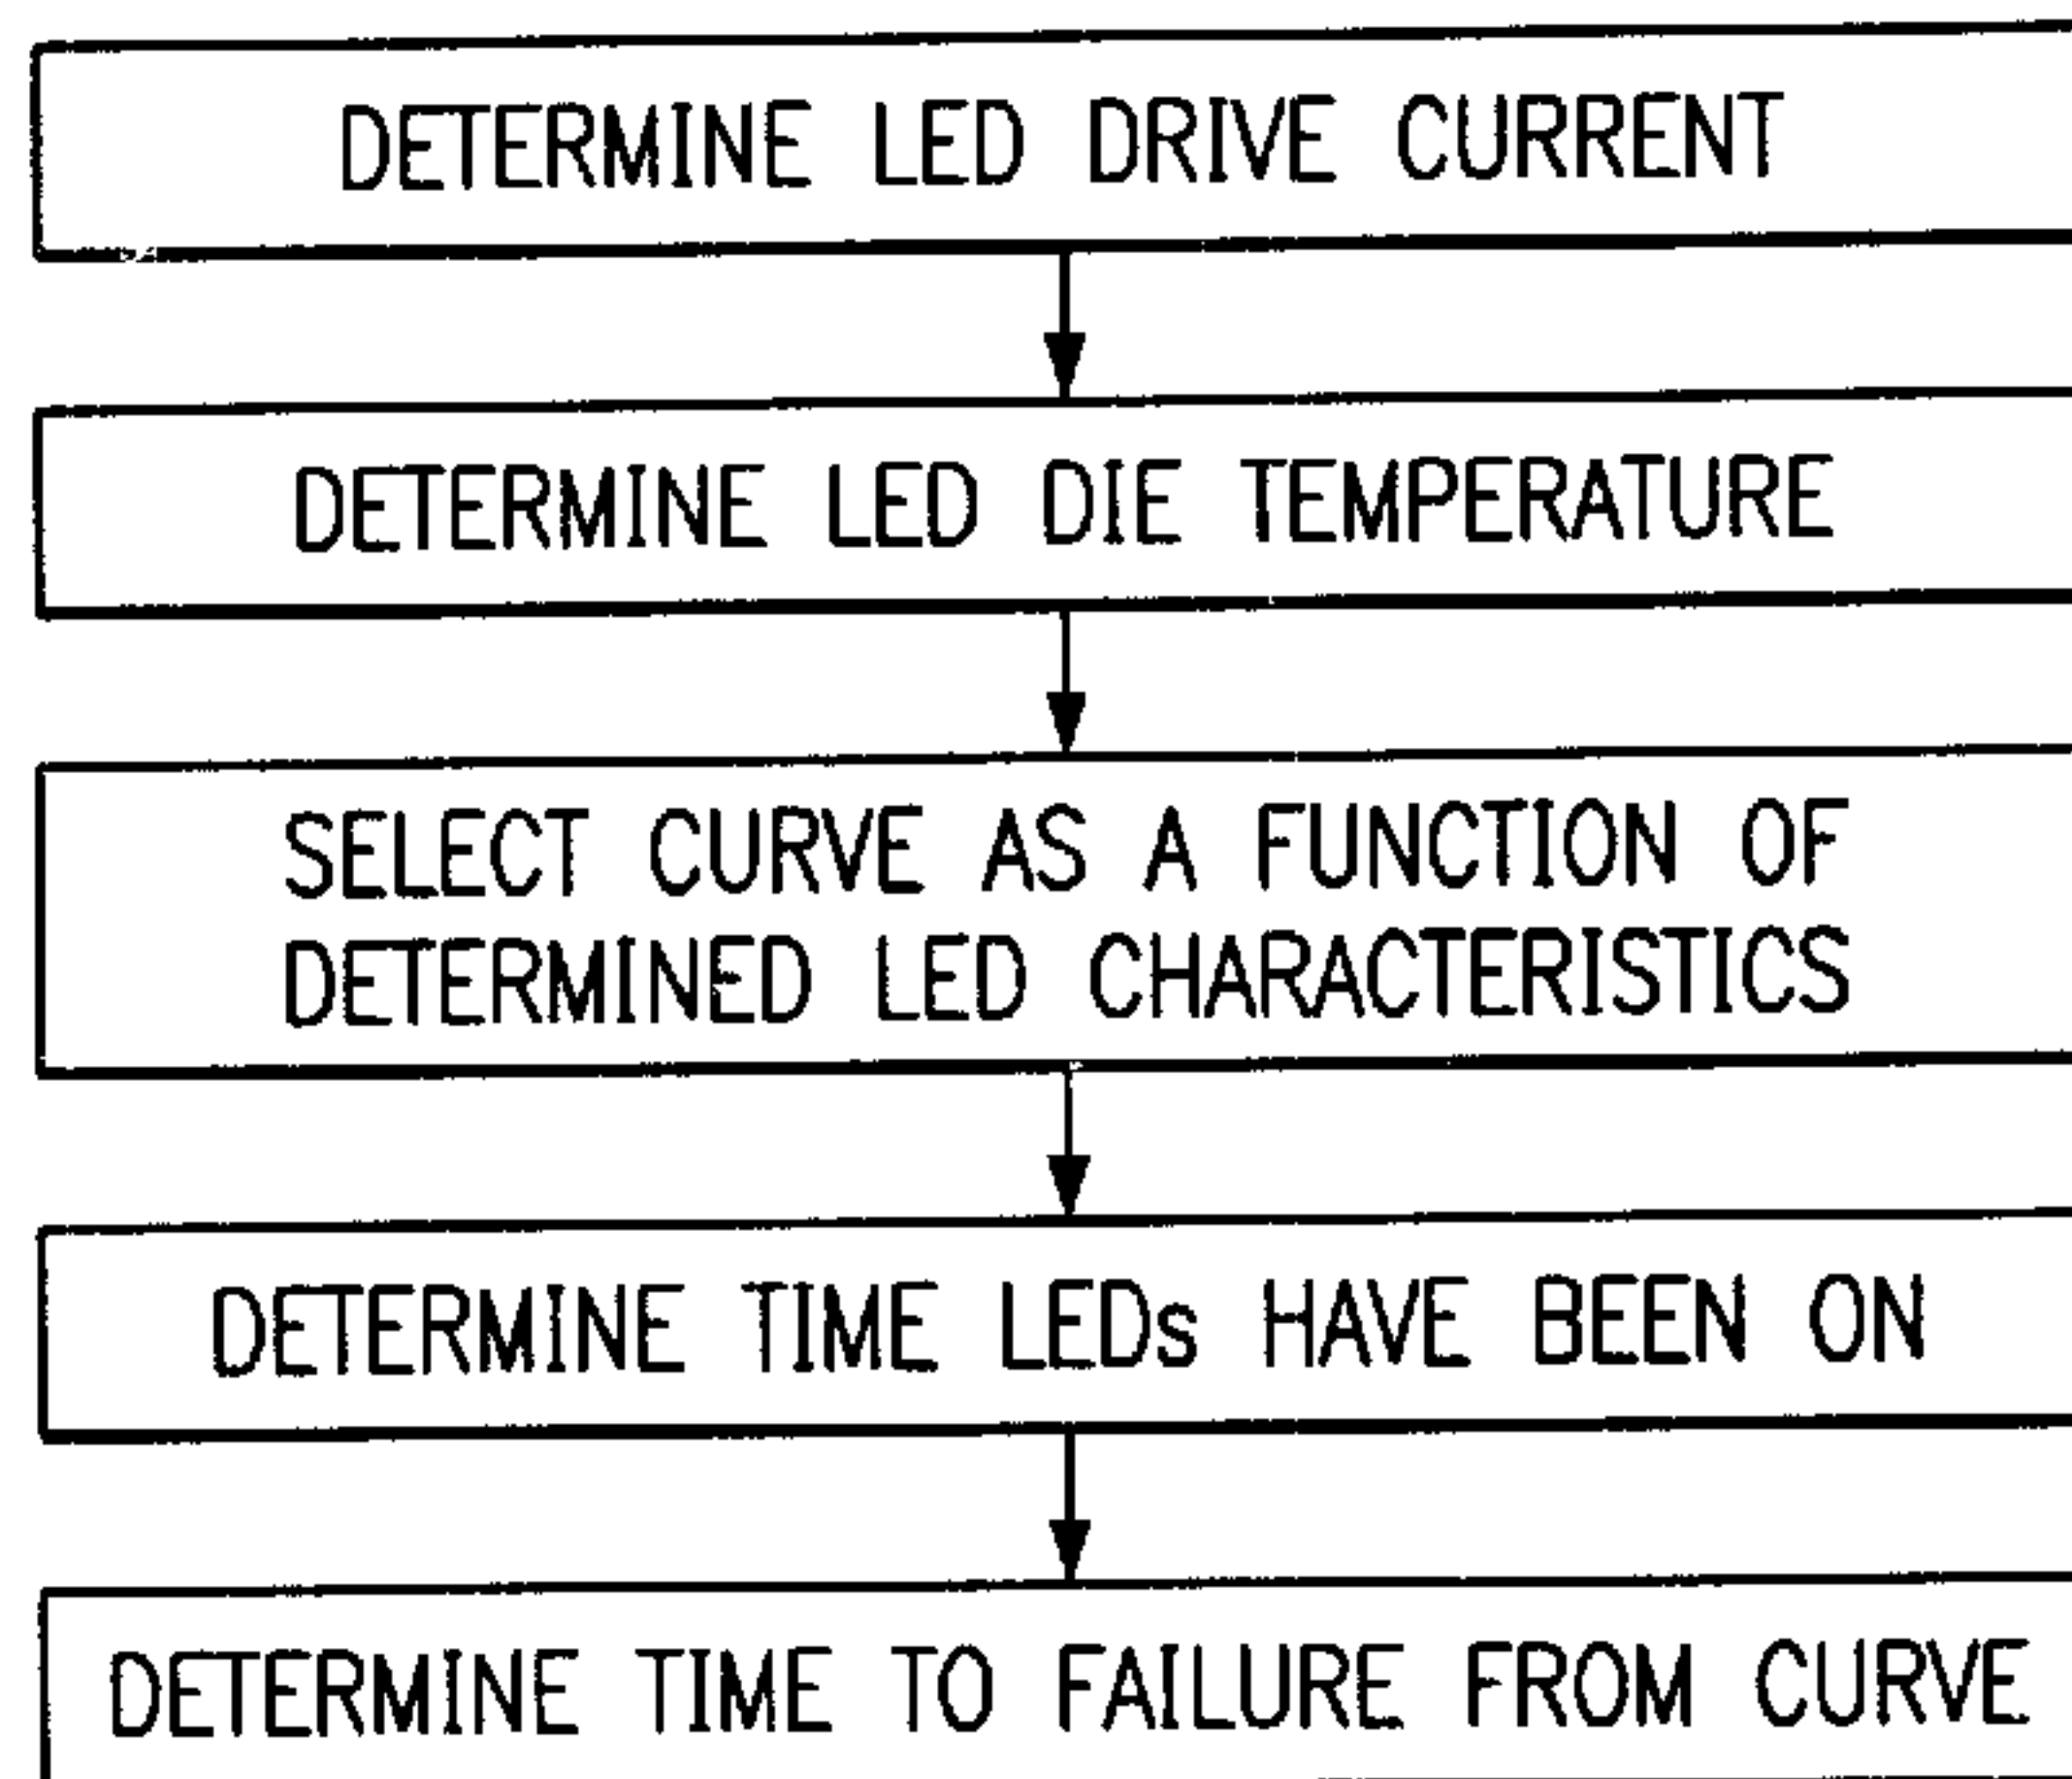 DETERMINE LED DRIVE CURRENT
DETERMINE LED DIE TEMPERATURE
SELECT CURVE AS A FUNCTION OF
DETERMINED LED CHARACTERISTICS
DETERMINE TIME LEDs HAVE BEEN ON
DETERMINE TIME TO FAILURE FROM CURVE